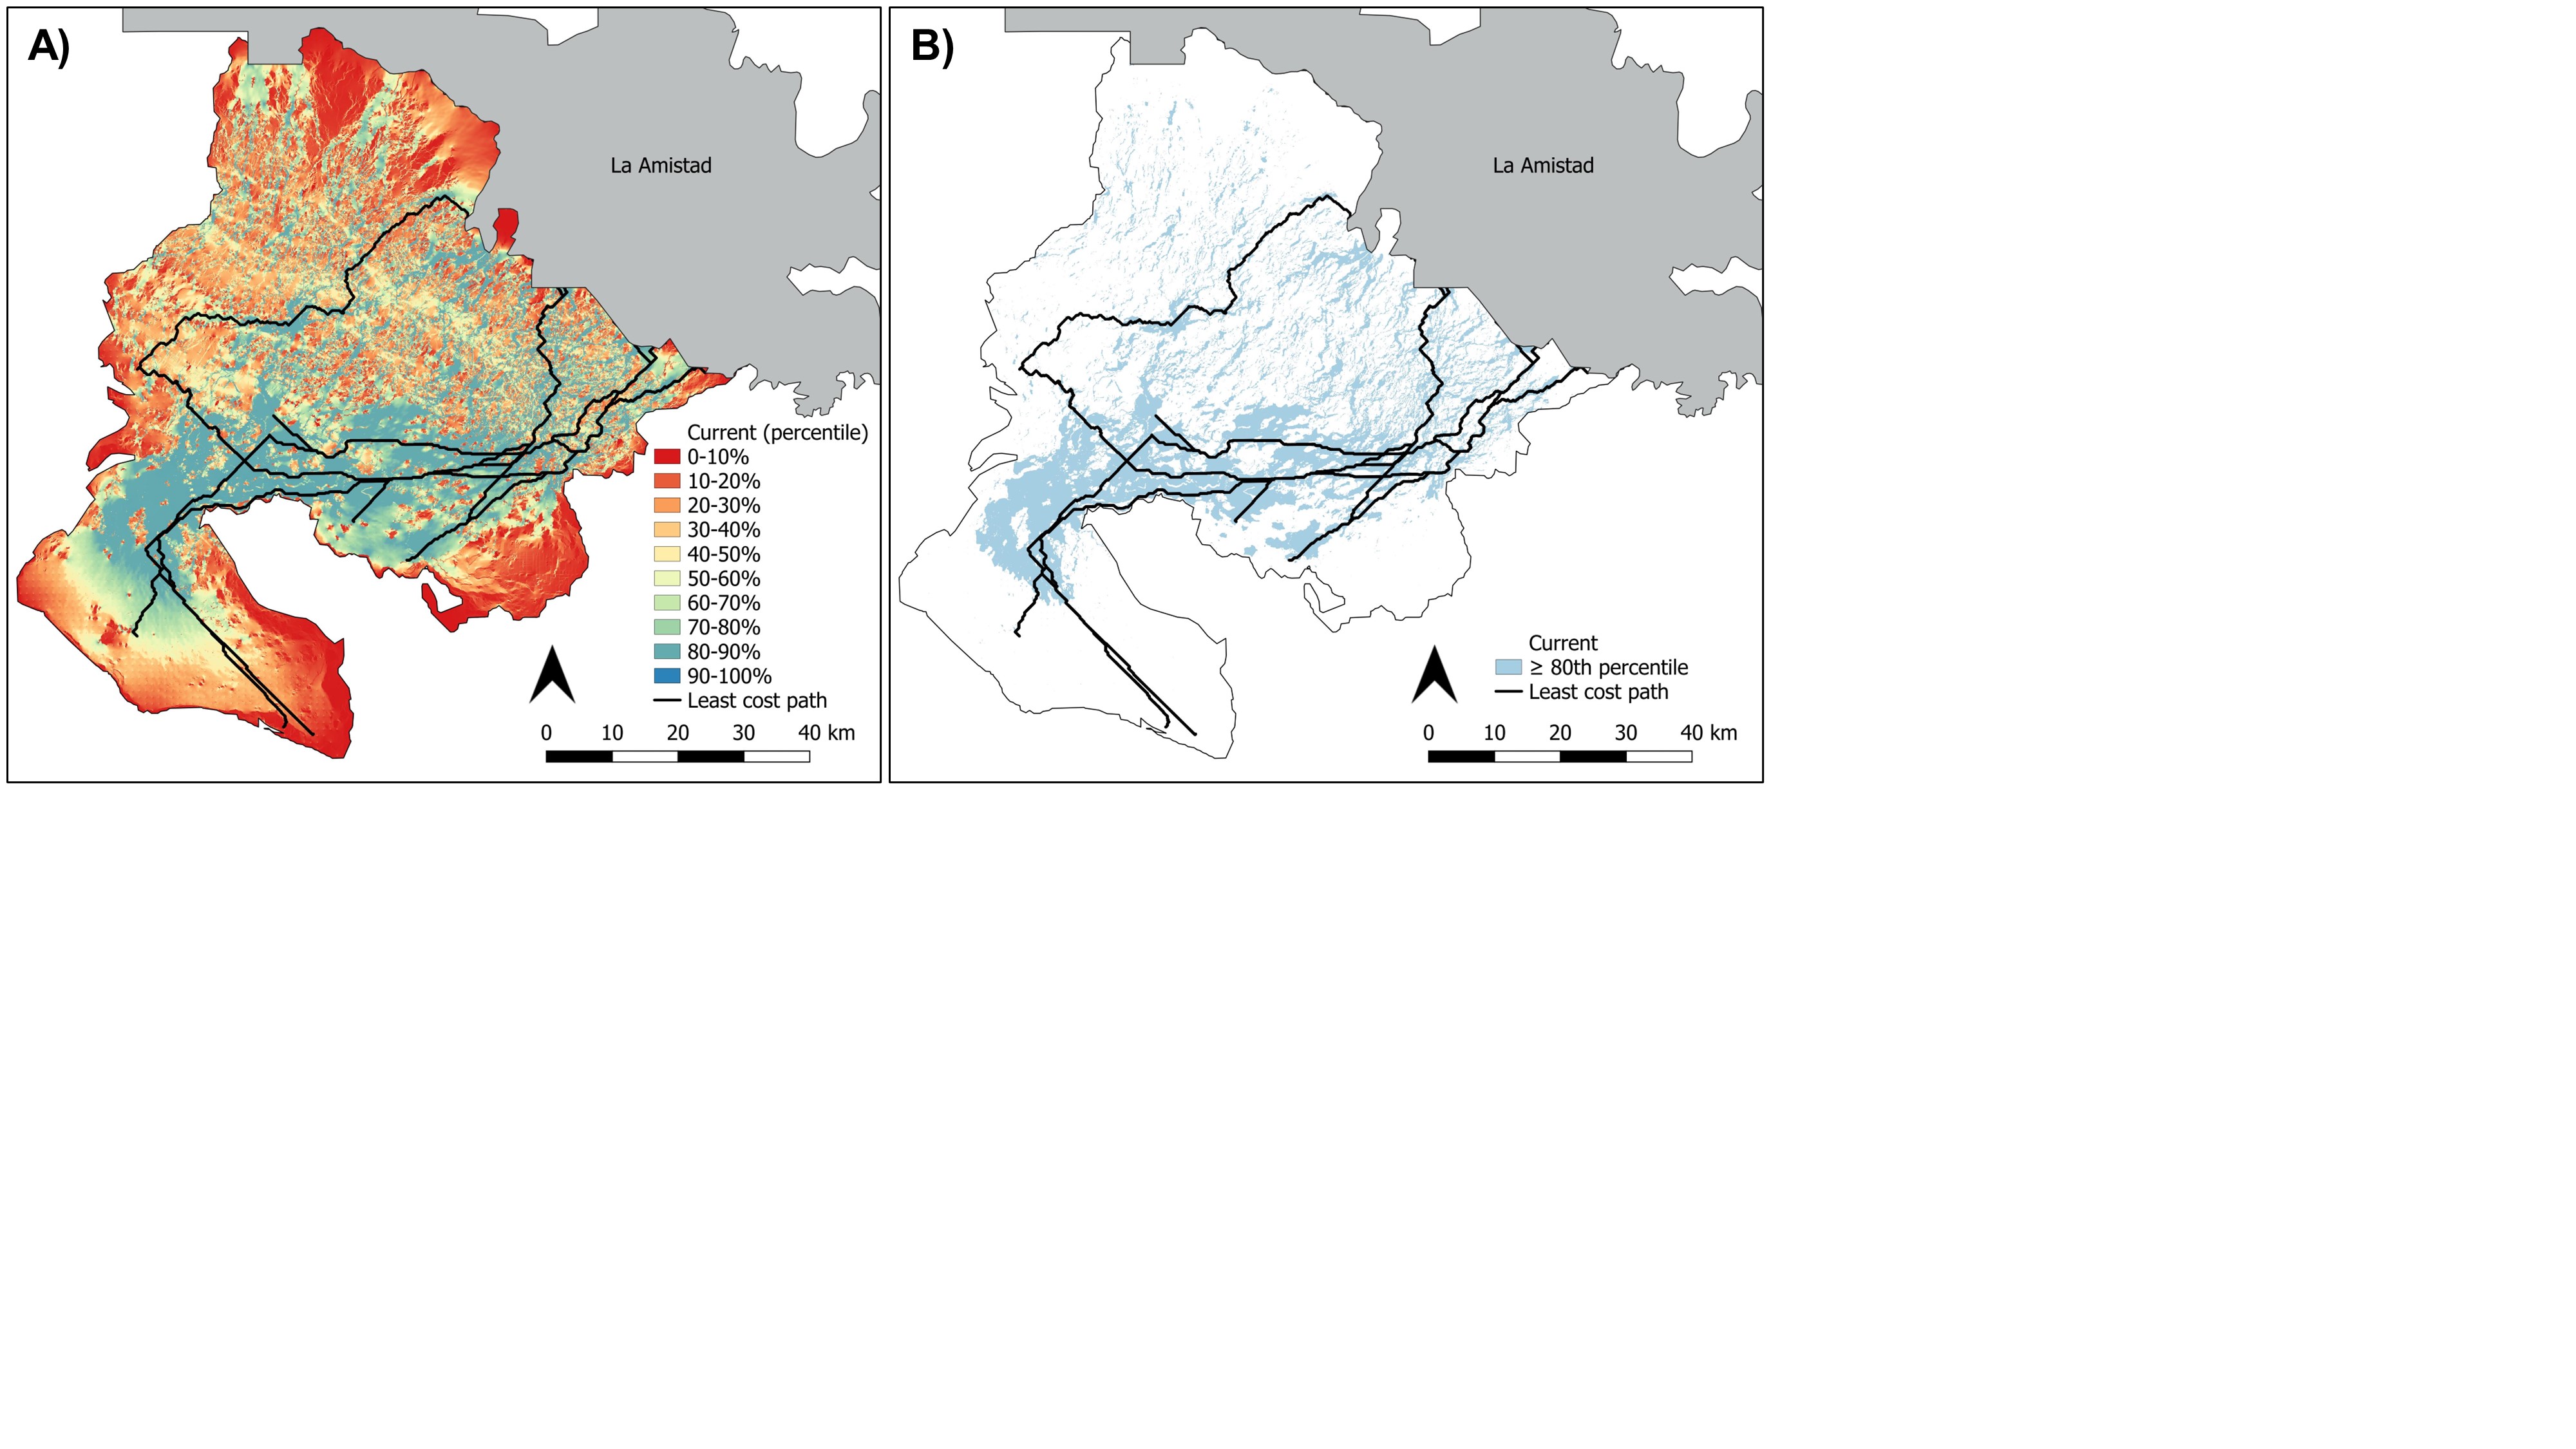 A)
La Amistad
Current (percentile)
0-10%
10-20%
20-30%
30-40%
40-50%
50-60%
60-70%
70-80%
80-90%
90-100%
Least cost path
0 10 20 30 40 km
B)
La Amistad
Current
≥ 80th percentile
Least cost path
0 10 20 30 40 km